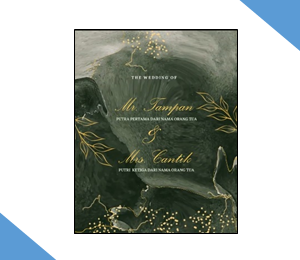 THE WEDDING OF
Mr. Tampan
PUTRA PERTAMA DARI NAMA ORANG TUA
&
Mrs. Cantik
PUTRI KETIGA DARI NAMA ORANG TUA